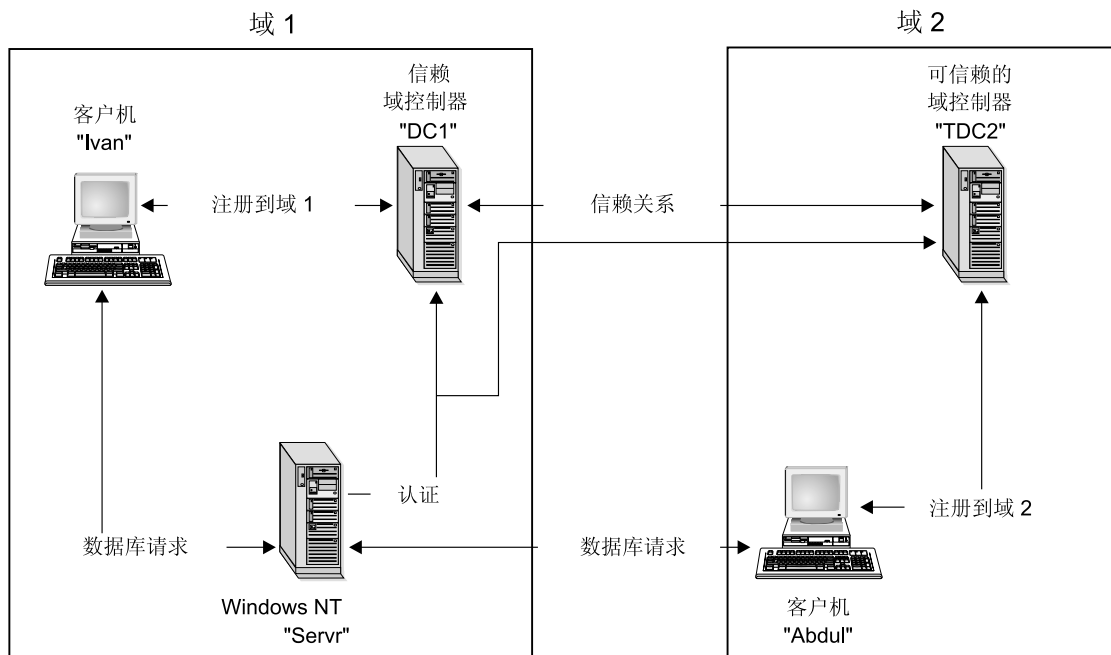 域 1
域 2
客户机
"Ivan"
信赖
域控制器
"DC1"
可信赖的
域控制器
"TDC2"
注册到域 1
信赖关系
认证
注册到域 2
数据库请求
数据库请求
Windows NT
"Servr"
客户机
"Abdul"